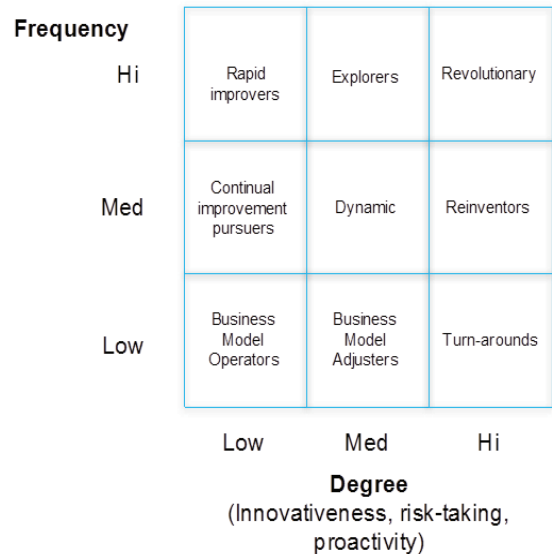 Frequency
Hi
Rapid
improvers
Explorers
Revolutionary
Med
Continual
improvement
pursuers
Dynamic
Reinventors
Low
Business
Model
Operators
Business
Model
Adjusters
Turn-arounds
Low
Med
Hi
Degree
(Innovativeness, risk-taking,
proactivity)